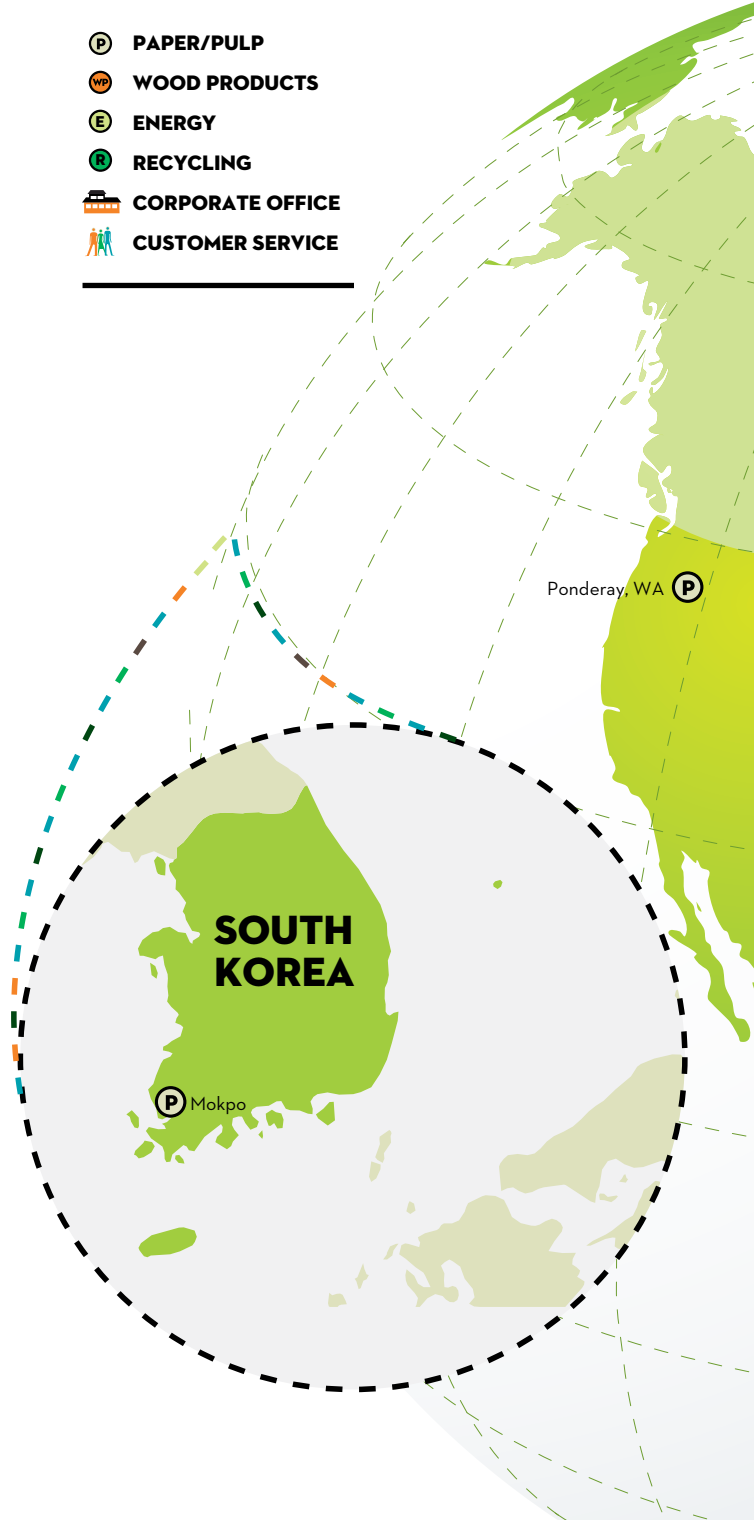 P PAPER/PULP
WP WOOD PRODUCTS
E ENERGY
R RECYCLING
CORPORATE OFFICE
CUSTOMER SERVICE
Ponderay, WA P
SOUTH
KOREA
P Mokpo